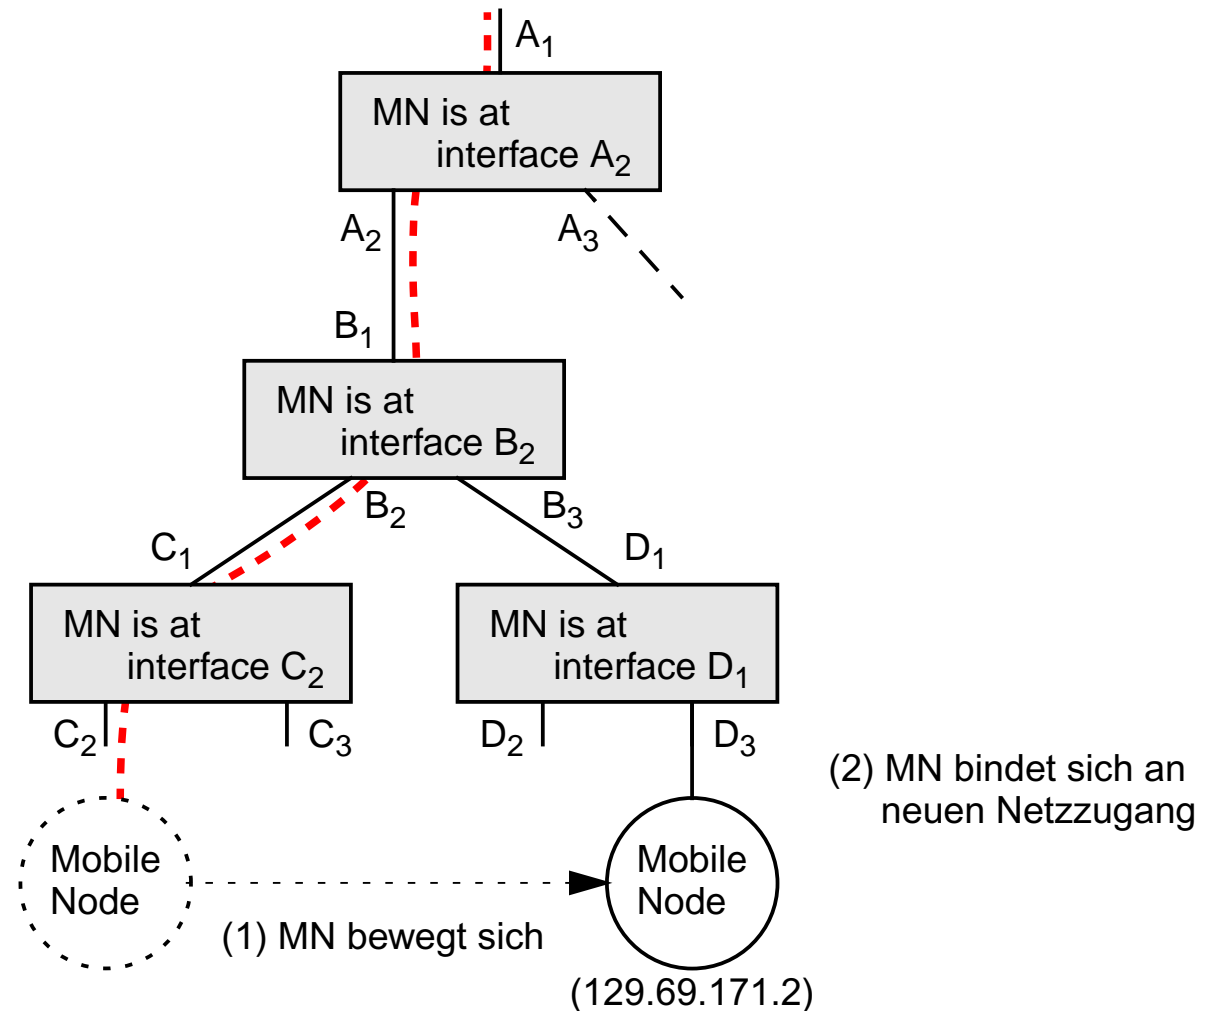 A₁
MN is at
interface A₂
A₂
A₃
B₁
MN is at
interface B₂
B₂
B₃
C₁
D₁
MN is at
interface C₂
MN is at
interface D₁
C₂
C₃
D₂
D₃
(2) MN bindet sich an
neuen Netzzugang
Mobile
Node
Mobile
Node
(1) MN bewegt sich
(129.69.171.2)